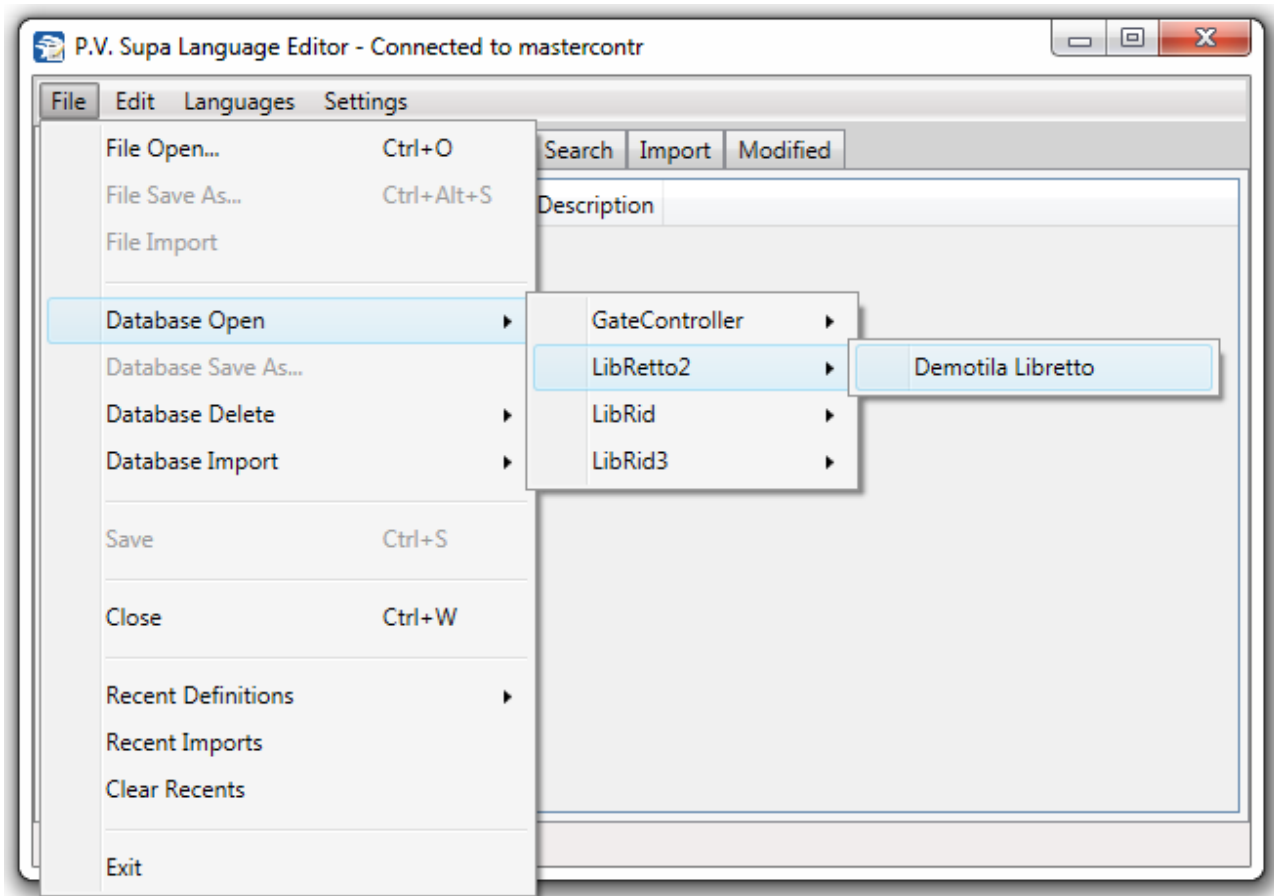 P.V. Supa Language Editor - Connected to mastercontr
File Edit Languages Settings
File Open... Ctrl+O
Search Import Modified
File Save As... Ctrl+Alt+S
Description
File Import
Database Open
GateController
Database Save As...
LibRetto2
Demotila Libretto
Database Delete
LibRid
Database Import
LibRid3
Save Ctrl+S
Close Ctrl+W
Recent Definitions
Recent Imports
Clear Recents
Exit